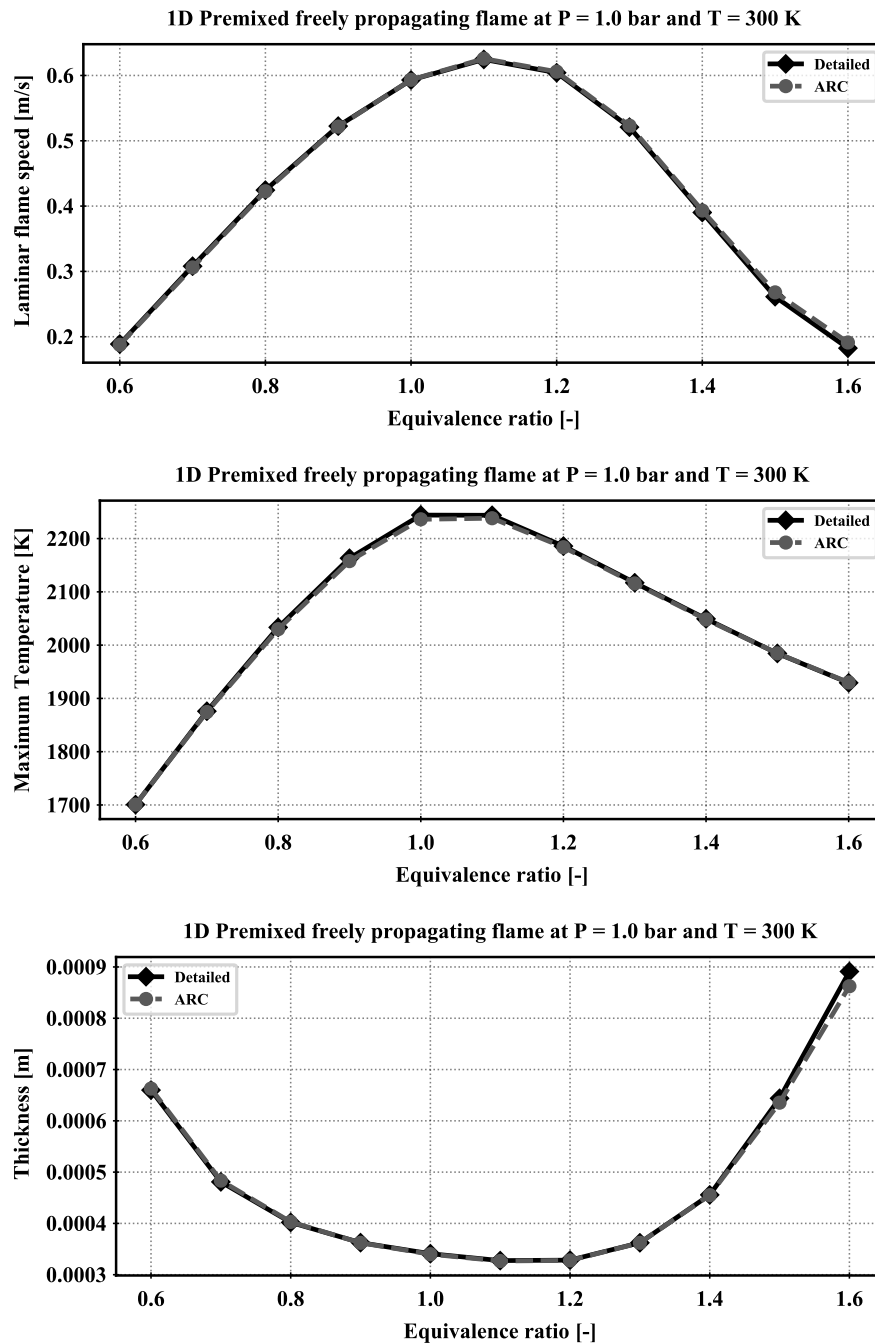 1D Premixed freely propagating flame at P = 1.0 bar and T = 300 K
Laminar flame speed [m/s]
0.6
0.5
0.4
0.3
0.2
Detailed
ARC
0.6 0.8 1.0 1.2 1.4 1.6
Equivalence ratio [-]
1D Premixed freely propagating flame at P = 1.0 bar and T = 300 K
Maximum Temperature [K]
2200
2100
2000
1900
1800
1700
Detailed
ARC
0.6 0.8 1.0 1.2 1.4 1.6
Equivalence ratio [-]
1D Premixed freely propagating flame at P = 1.0 bar and T = 300 K
Thickness [m]
0.0009
0.0008
0.0007
0.0006
0.0005
0.0004
0.0003
Detailed
ARC
0.6 0.8 1.0 1.2 1.4 1.6
Equivalence ratio [-]